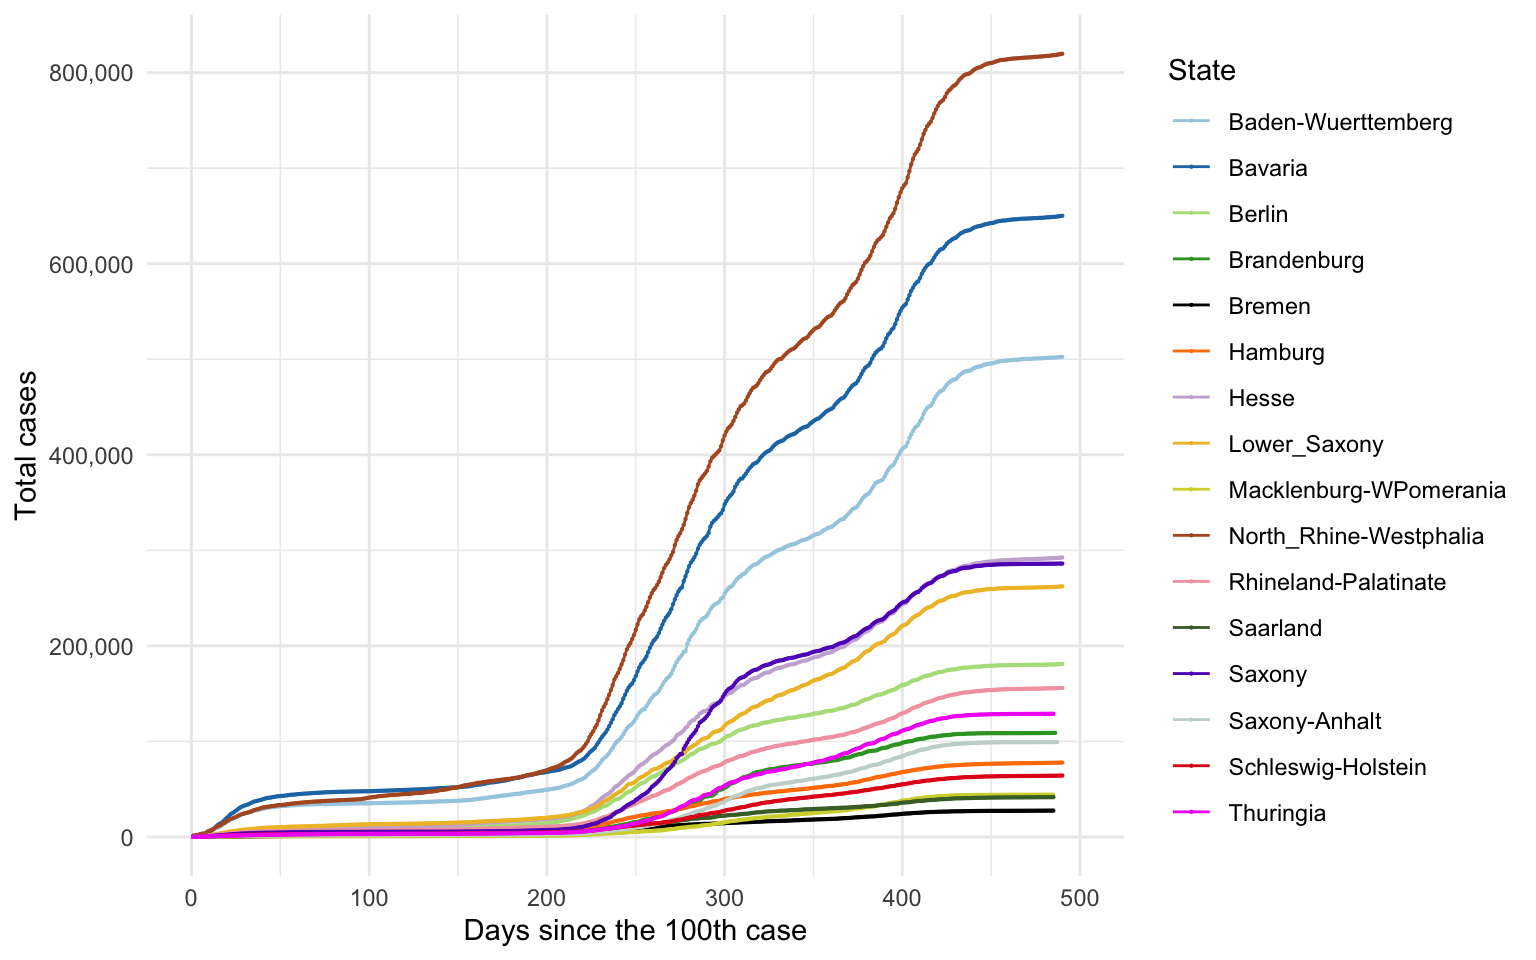 Total cases
800,000
600,000
400,000
200,000
0
0 100 200 300 400 500
Days since the 100th case
State
Baden-Wuerttemberg
Bavaria
Berlin
Brandenburg
Bremen
Hamburg
Hesse
Lower_Saxony
Macklenburg-WPomerania
North_Rhine-Westphalia
Rhineland-Palatinate
Saarland
Saxony
Saxony-Anhalt
Schleswig-Holstein
Thuringia